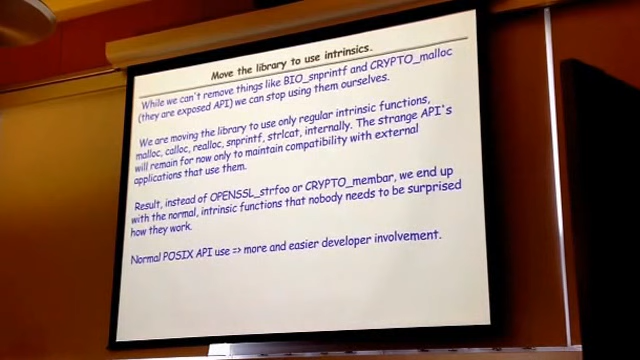 Move the library to use intrinsics.
While we can't remove things like BIO_snprintf and CRYPTO_malloc
(they are exposed API) we can stop using them ourselves.
We are moving the library to use only regular intrinsic functions,
malloc, calloc, realloc, snprintf, strlcat, internally. The strange API's
will remain for now only to maintain compatibility with external
applications that use them.
Result, instead of OPENSSL_strfoo or CRYPTO_membar, we end up
with the normal, intrinsic functions that nobody needs to be surprised
how they work.
Normal POSIX API use => more and easier developer involvement.